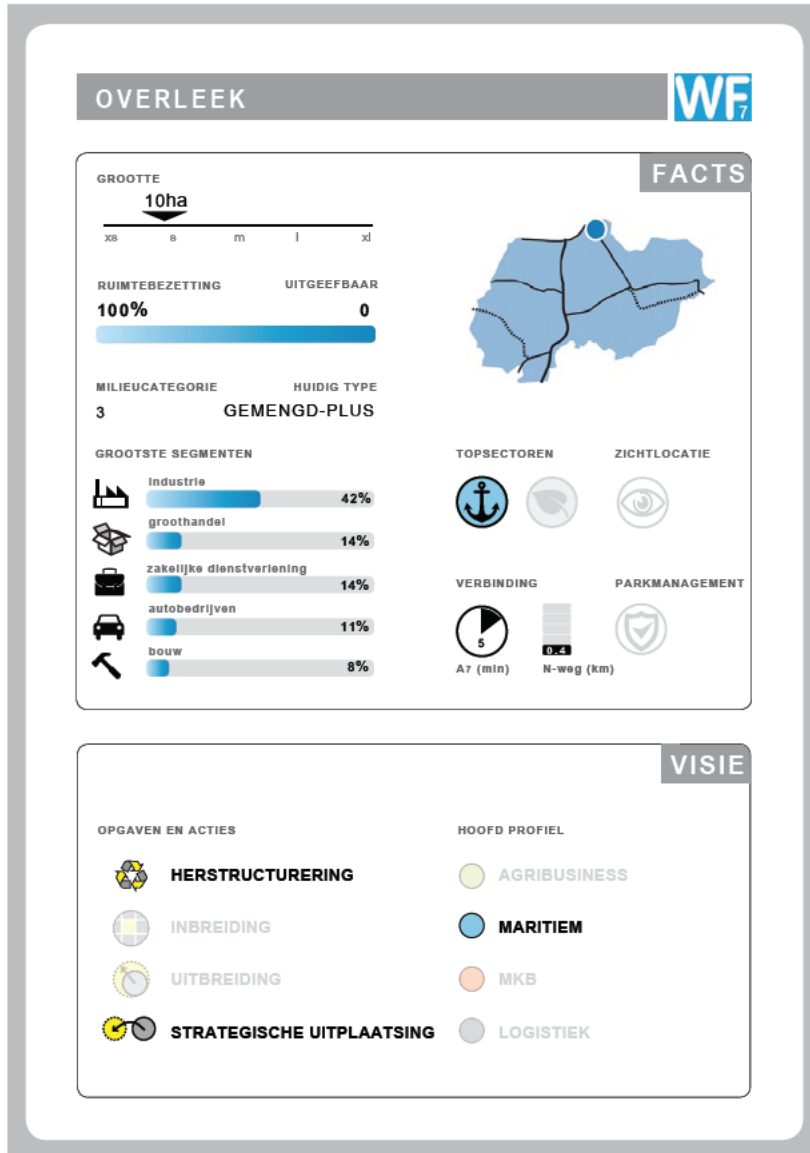 OVERLEEK
WF7
FACTS
GROOTTE
10ha
xs s m l xl
RUIMTEBEZETTING UITGEEFBAAR
100% 0
MILIEUCATEGORIE HUIDIG TYPE
3 GEMENGD-PLUS
GROOTSTE SEGMENTEN
industrie
42%
groothandel
14%
zakelijke dienstverlening
14%
autobedrijven
11%
bouw
8%
TOPSECTOREN ZICHTLOCATIE
VERBINDING PARKMANAGEMENT
5 0.4
A7 (min) N-weg (km)
VISIE
OPGAVEN EN ACTIES HOOFD PROFIEL
HERSTRUCTURERING AGRIBUSINESS
INBREIDING MARITIEM
UITBREIDING MKB
STRATEGISCHE UITPLAATSING LOGISTIEK